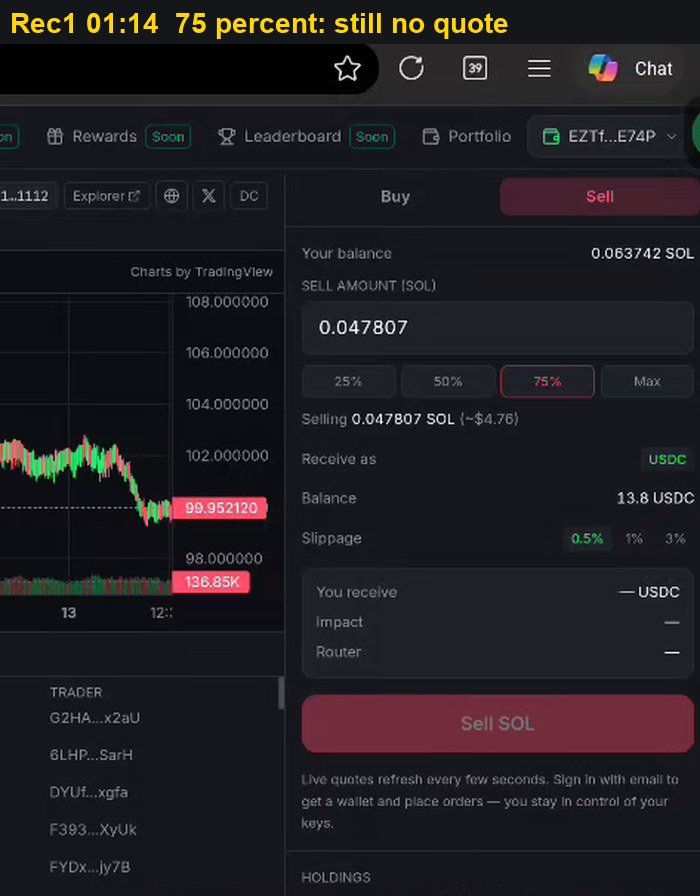 Rec1 01:14  75 percent: still no quote
39
Chat
on
Rewards Soon
Leaderboard Soon
Portfolio
EZTf...E74P
1...1112
Explorer
X
DC
Buy
Sell
Charts by TradingView
108.000000
106.000000
104.000000
102.000000
99.952120
98.000000
136.85K
13
12:
Your balance 0.063742 SOL
SELL AMOUNT (SOL)
0.047807
25% 50% 75% Max
Selling 0.047807 SOL (~$4.76)
Receive as USDC
Balance 13.8 USDC
Slippage 0.5% 1% 3%
You receive — USDC
Impact —
Router —
Sell SOL
Live quotes refresh every few seconds. Sign in with email to
get a wallet and place orders — you stay in control of your
keys.
HOLDINGS
TRADER
G2HA...x2aU
6LHP...SarH
DYUf...xgfa
F393...XyUk
FYDx...jy7B